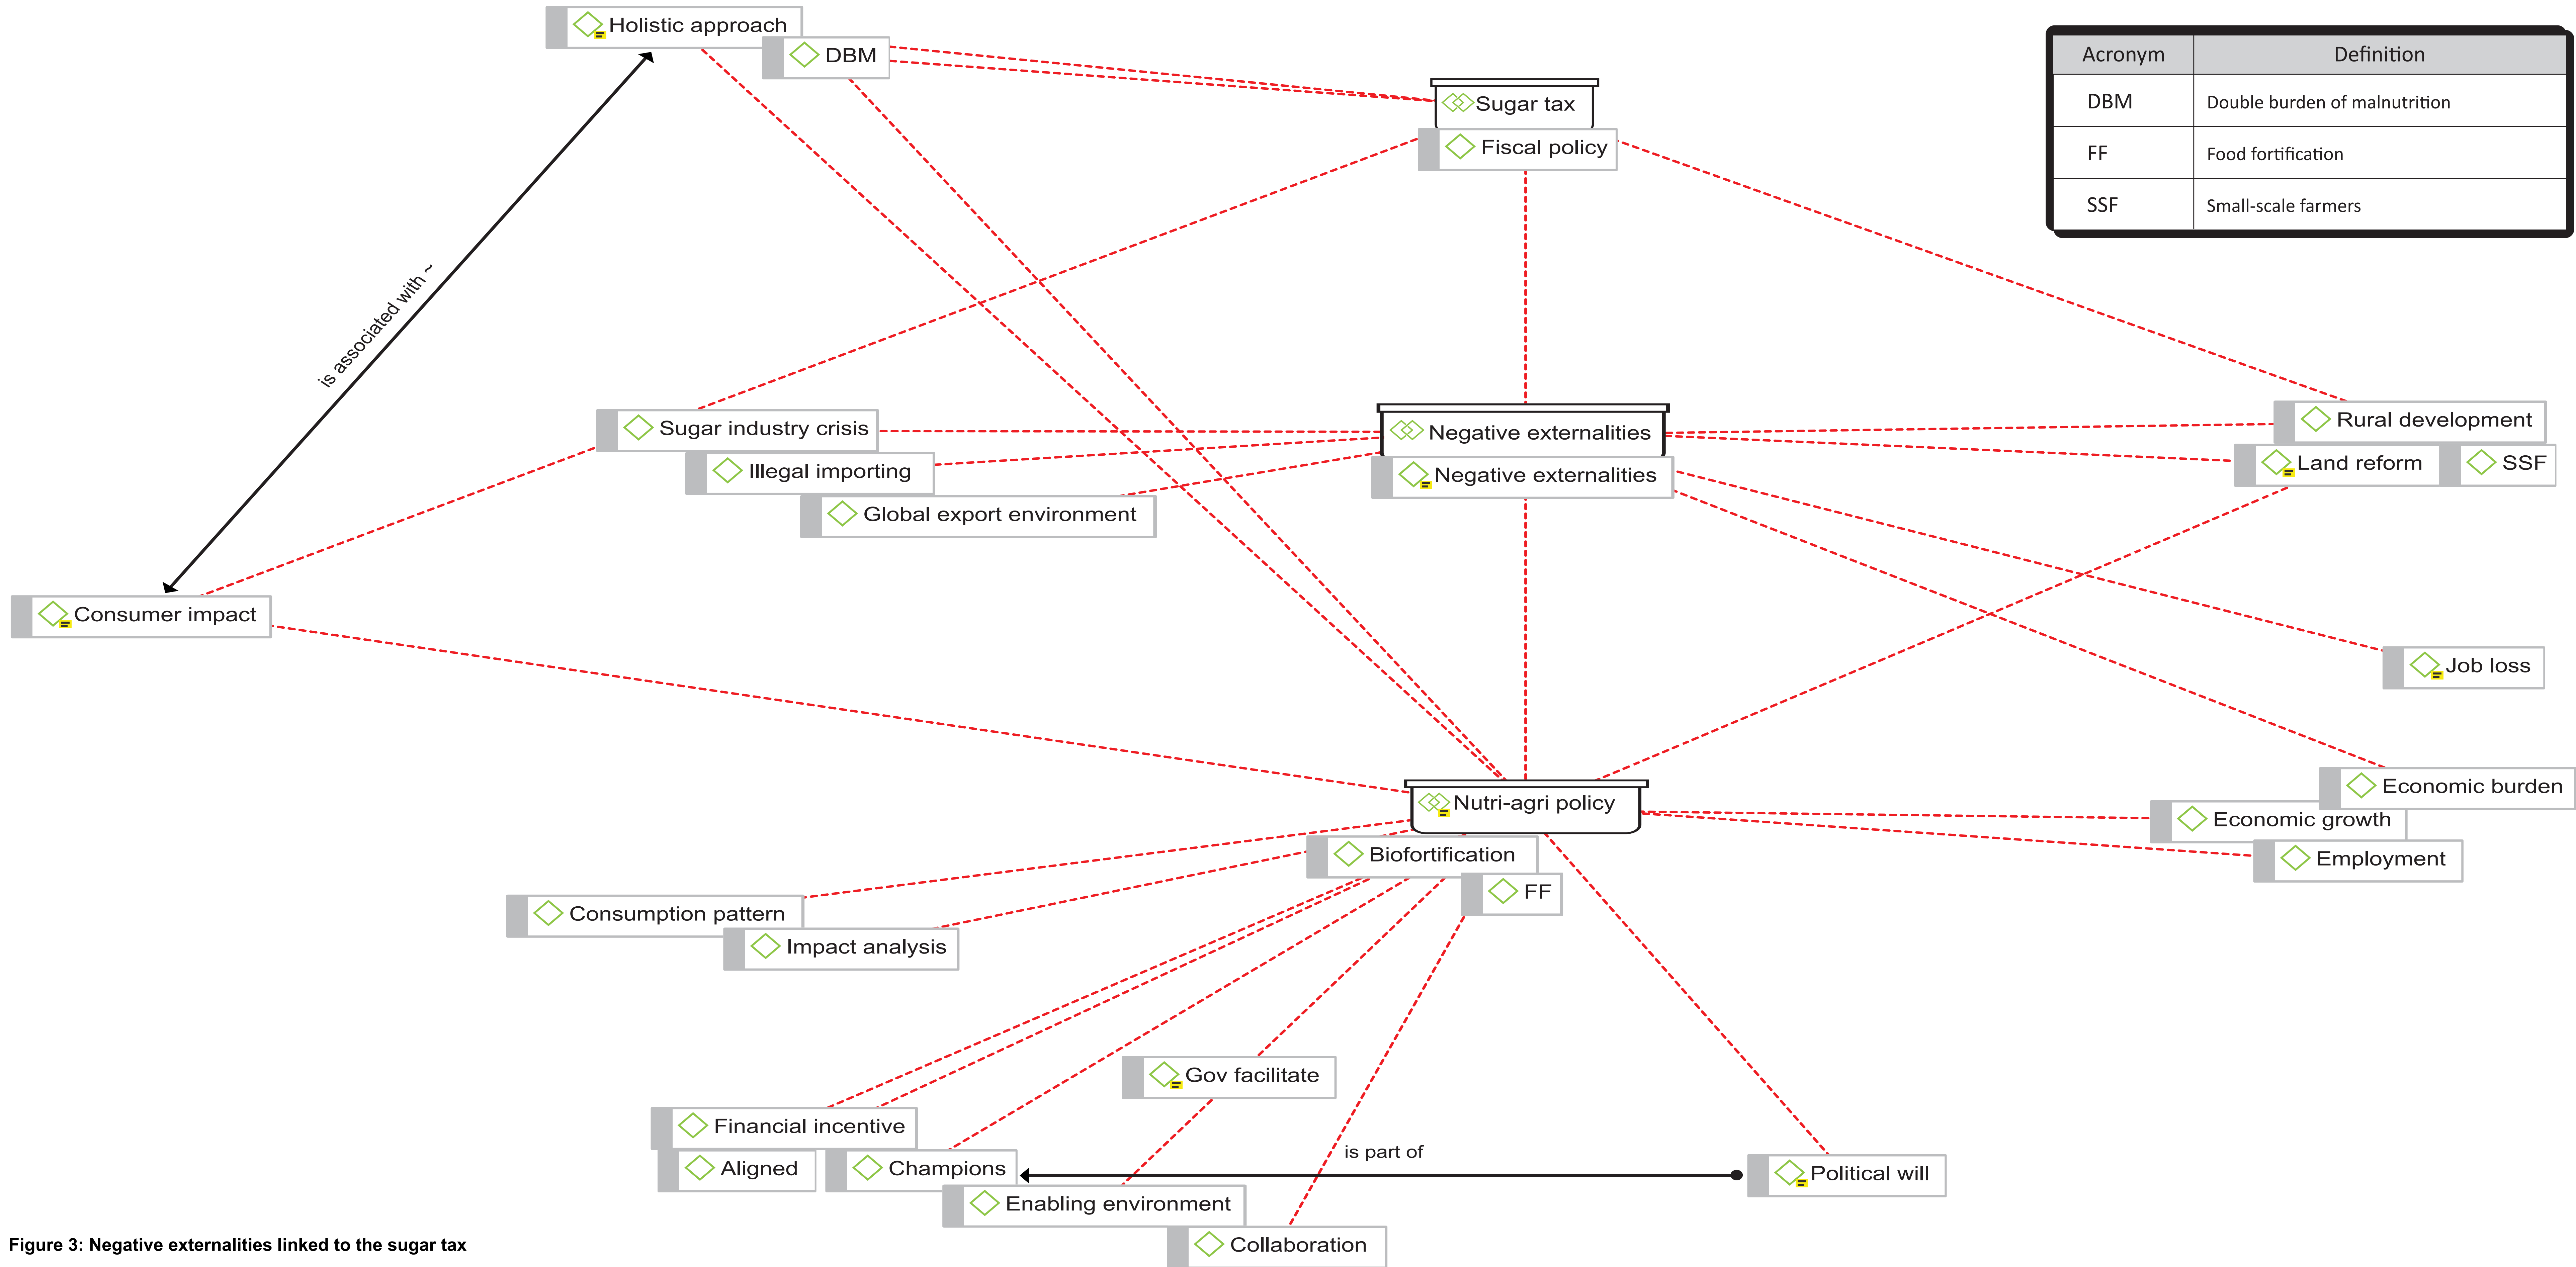 Holistic approach
DBM
Sugar tax
Fiscal policy
Acronym Definition
DBM Double burden of malnutrition
FF Food fortification
SSF Small-scale farmers
is associated with ~
Sugar industry crisis
Illegal importing
Global export environment
Negative externalities
Negative externalities
Rural development
Land reform
SSF
Consumer impact
Job loss
Nutri-agri policy
Economic burden
Economic growth
Employment
Biofortification
FF
Consumption pattern
Impact analysis
Gov facilitate
Financial incentive
Aligned
Champions
is part of
Political will
Enabling environment
Collaboration
Figure 3: Negative externalities linked to the sugar tax